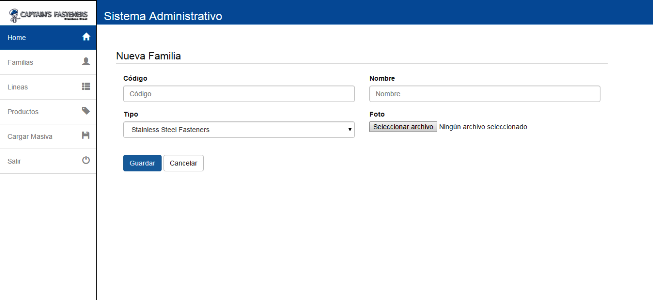 CAPTAIN'S FASTENERS
Stainless Steel
Sistema Administrativo
Home
Familias
Lineas
Productos
Cargar Masiva
Salir
Nueva Familia
Código
Código
Nombre
Nombre
Tipo
Stainless Steel Fasteners
Foto
Seleccionar archivo Ningún archivo seleccionado
Guardar
Cancelar